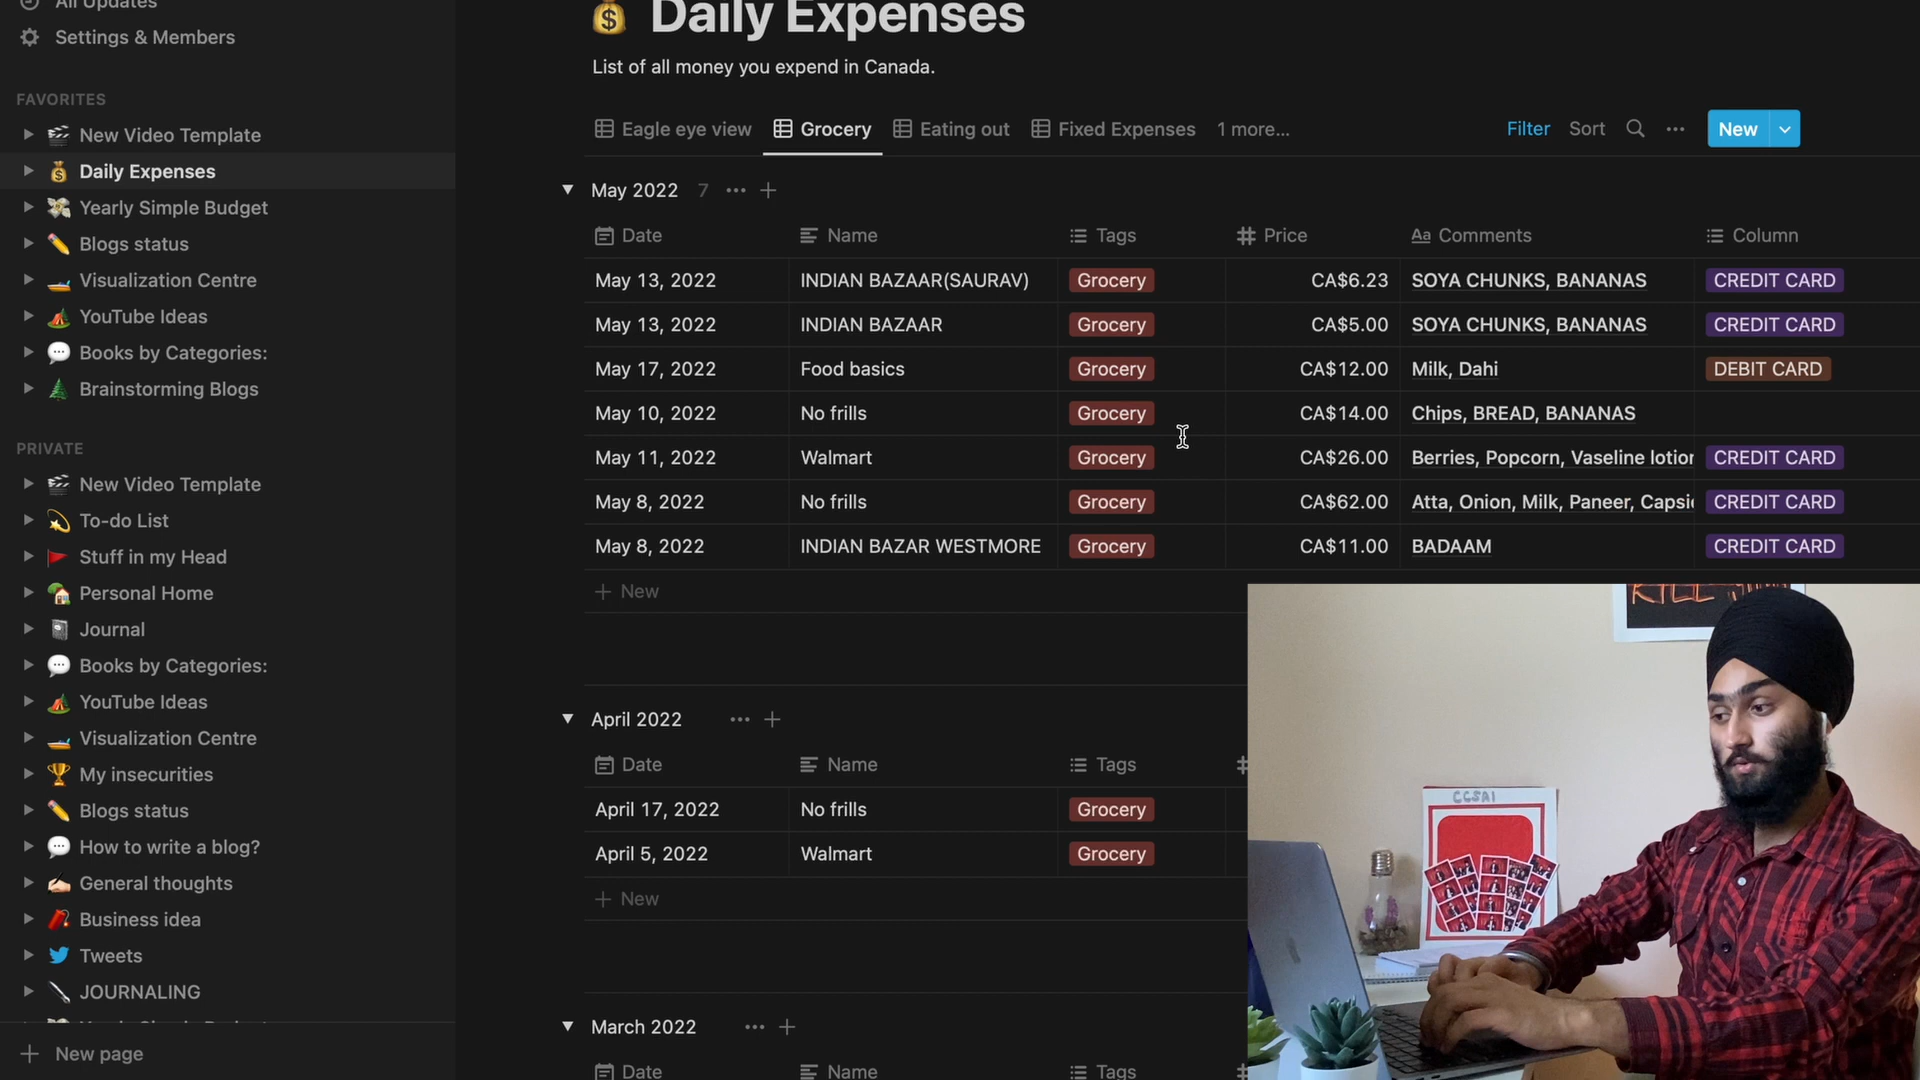 All Updates
Settings & Members
FAVORITES
New Video Template
Daily Expenses
Yearly Simple Budget
Blogs status
Visualization Centre
YouTube Ideas
Books by Categories:
Brainstorming Blogs
PRIVATE
New Video Template
To-do List
Stuff in my Head
Personal Home
Journal
Books by Categories:
YouTube Ideas
Visualization Centre
My insecurities
Blogs status
How to write a blog?
General thoughts
Business idea
Tweets
JOURNALING
New page
Daily Expenses
List of all money you expend in Canada.
Eagle eye view Grocery Eating out Fixed Expenses 1 more... Filter Sort New
May 2022 7
Date Name Tags Price Aa Comments Column
May 13, 2022 INDIAN BAZAAR(SAURAV) Grocery CA$6.23 SOYA CHUNKS, BANANAS CREDIT CARD
May 13, 2022 INDIAN BAZAAR Grocery CA$5.00 SOYA CHUNKS, BANANAS CREDIT CARD
May 17, 2022 Food basics Grocery CA$12.00 Milk, Dahi DEBIT CARD
May 10, 2022 No frills Grocery CA$14.00 Chips, BREAD, BANANAS
May 11, 2022 Walmart Grocery CA$26.00 Berries, Popcorn, Vaseline lotion CREDIT CARD
May 8, 2022 No frills Grocery CA$62.00 Atta, Onion, Milk, Paneer, Capsic CREDIT CARD
May 8, 2022 INDIAN BAZAR WESTMORE Grocery CA$11.00 BADAAM CREDIT CARD
New
April 2022
Date Name Tags
April 17, 2022 No frills Grocery
April 5, 2022 Walmart Grocery
New
March 2022
Date Name Tags
CCSAI